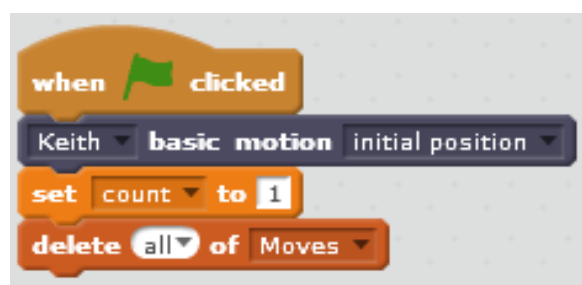 when clicked
Keith basic motion initial position
set count to 1
delete all of Moves